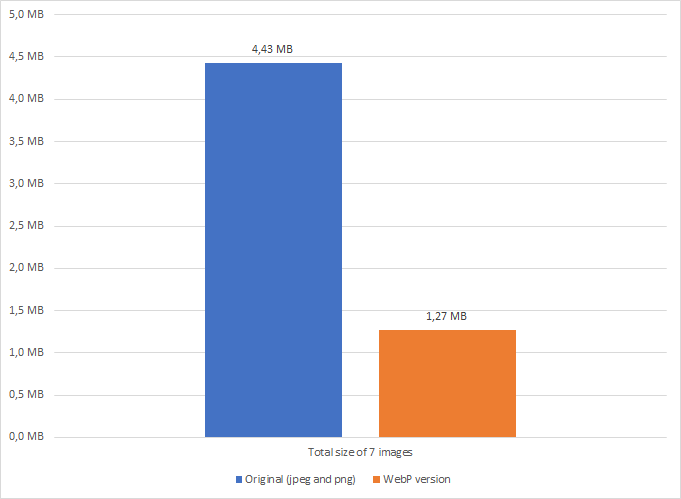 5,0 MB
4,43 MB
4,5 MB
4,0 MB
3,5 MB
3,0 MB
2,5 MB
2,0 MB
1,5 MB
1,27 MB
1,0 MB
0,5 MB
0,0 MB
Total size of 7 images
Original (jpeg and png) WebP version